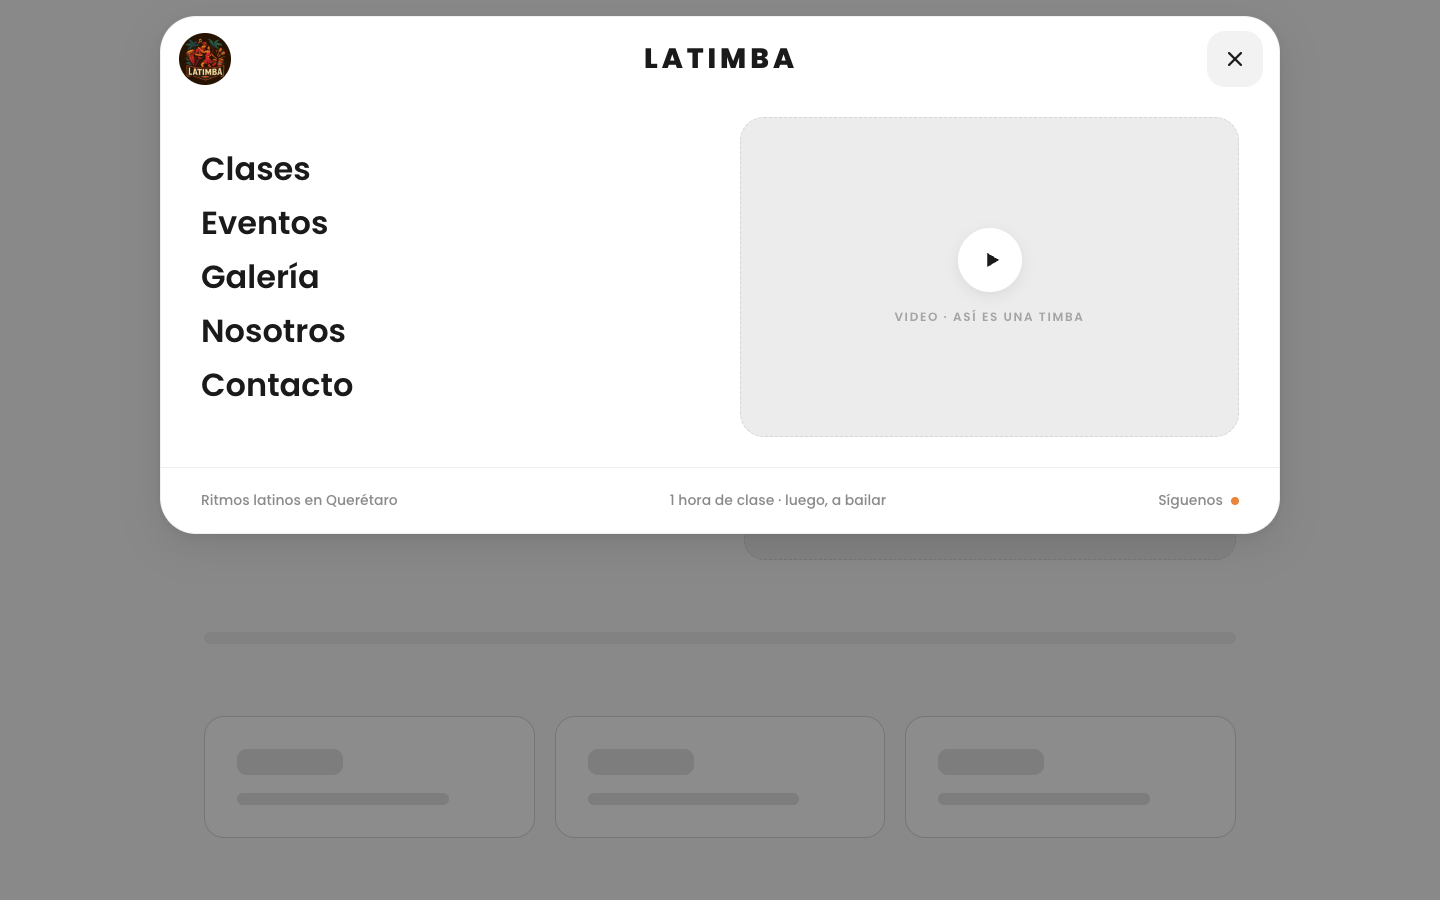 LATIMBA
LATIMBA
Clases
Eventos
Galería
Nosotros
Contacto
VIDEO · ASÍ ES UNA TIMBA
Ritmos latinos en Querétaro
1 hora de clase · luego, a bailar
Síguenos